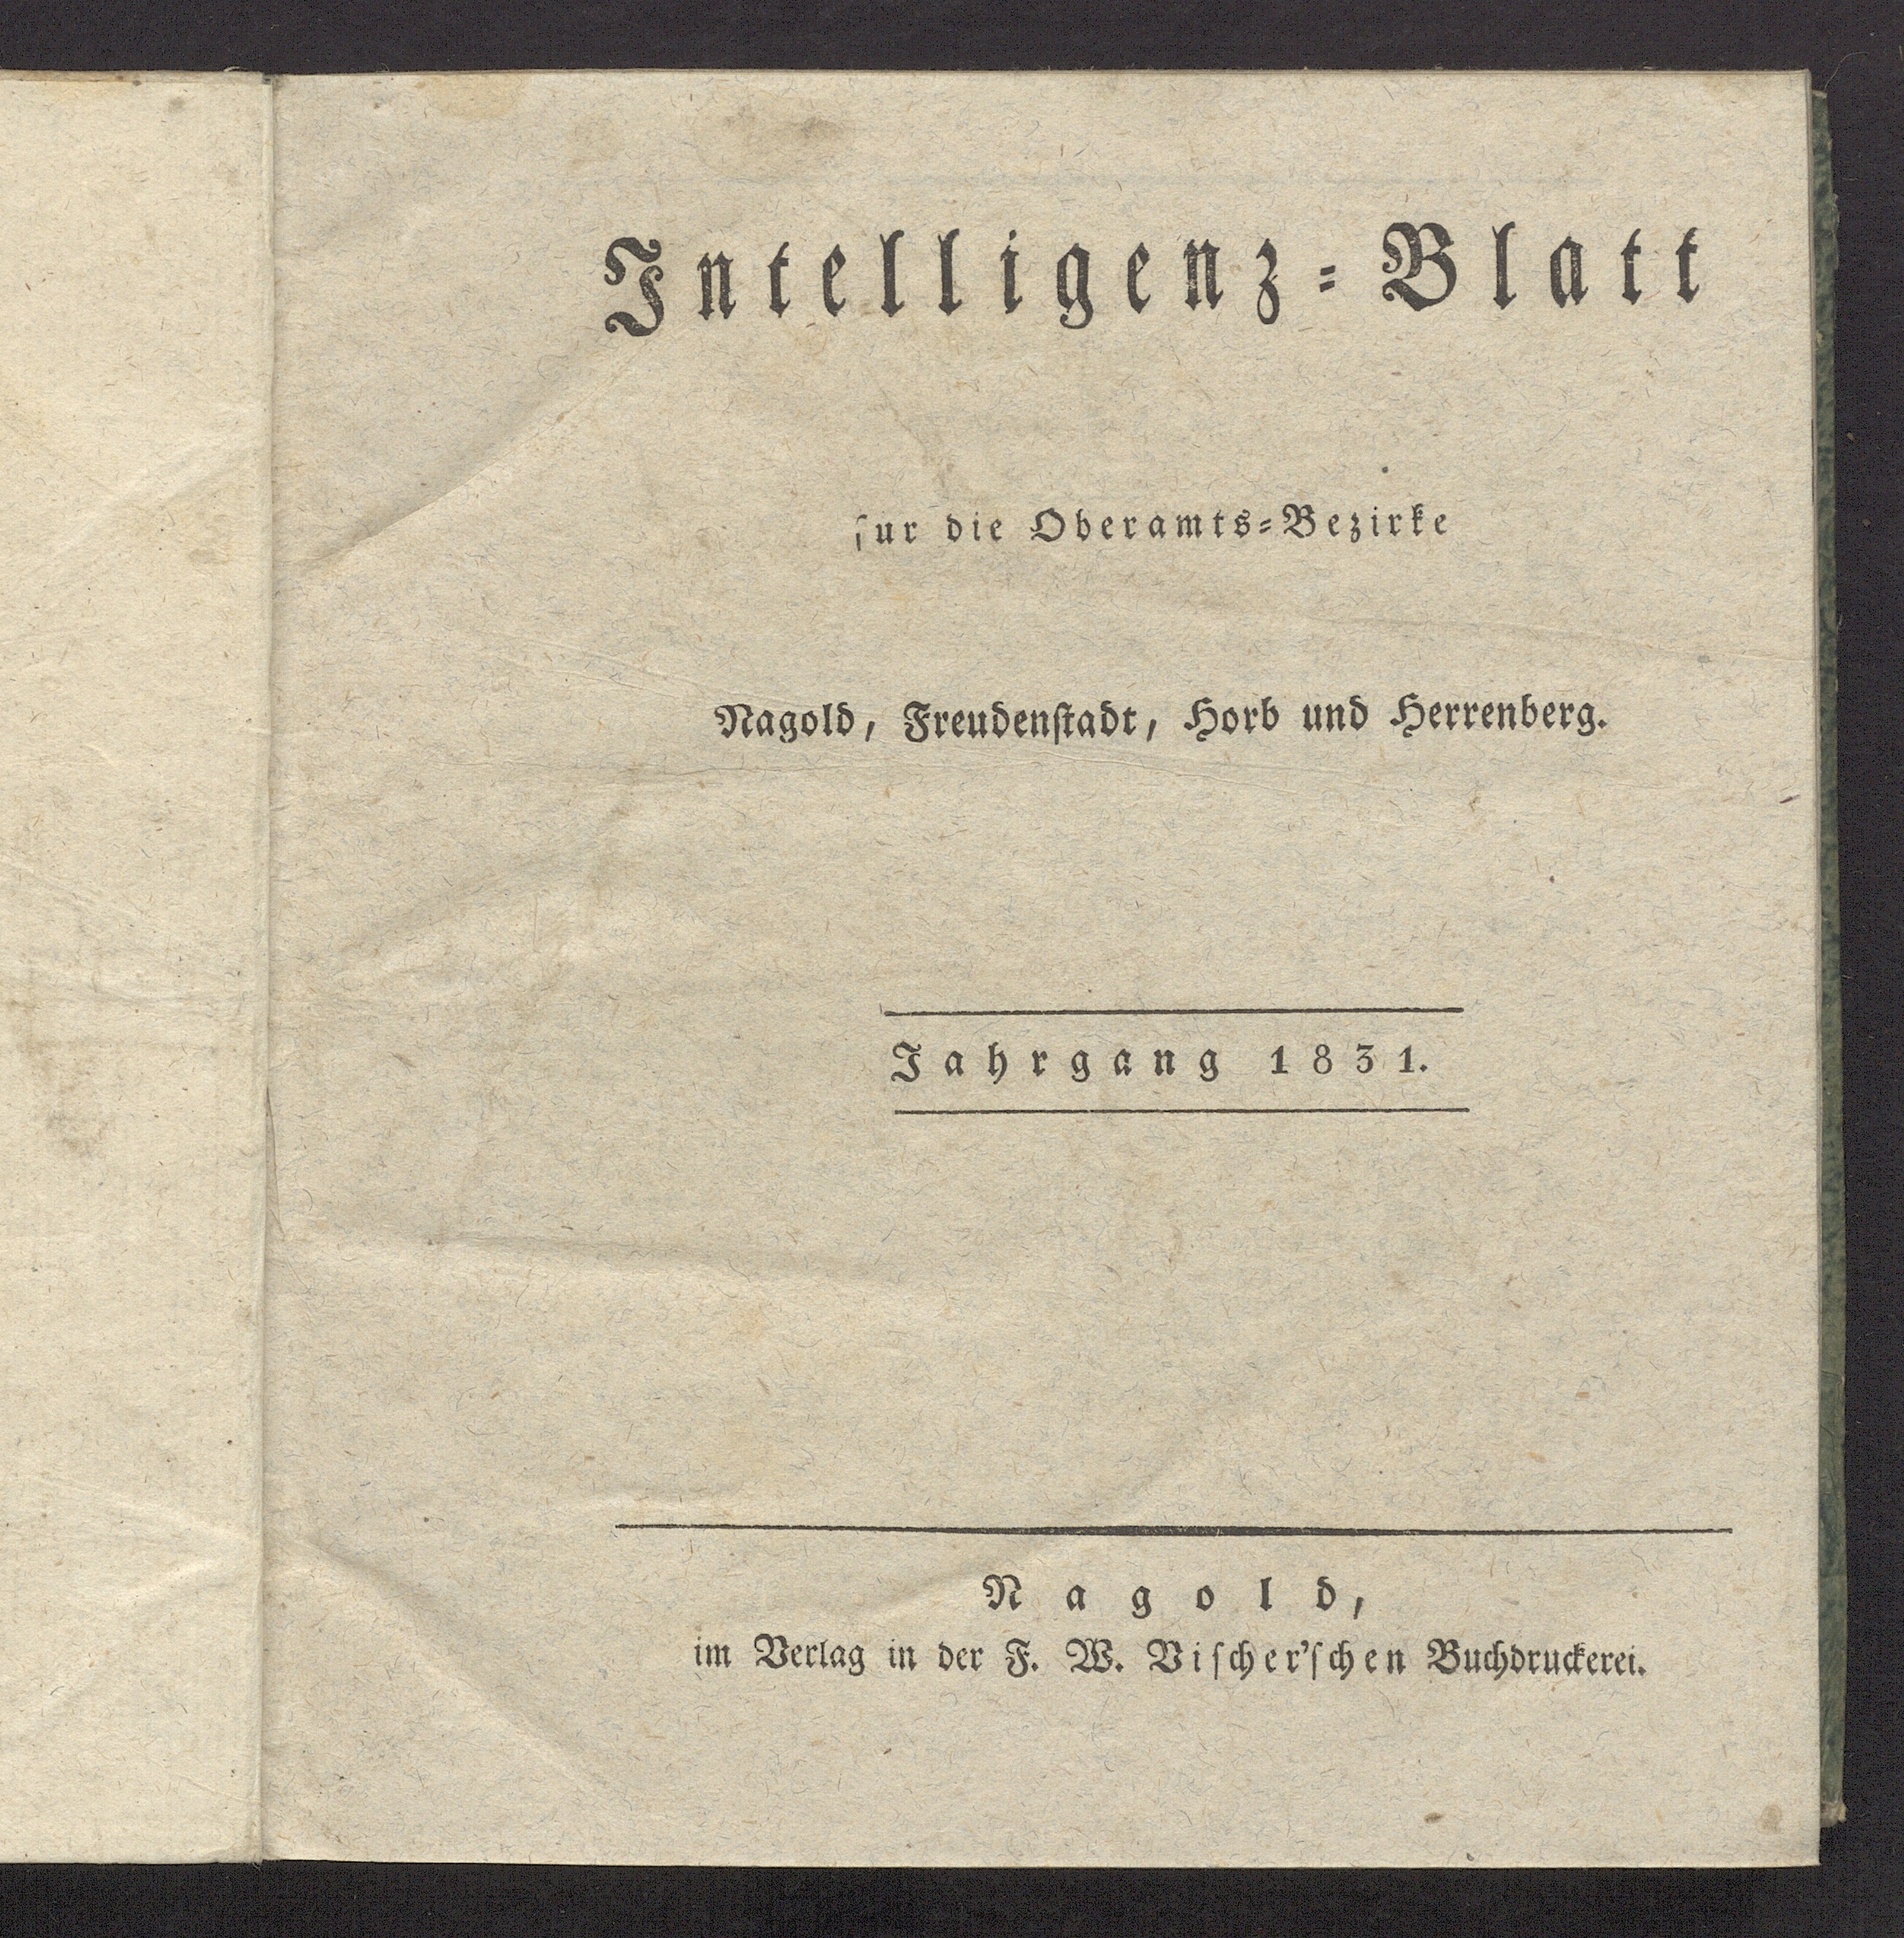 Intelligenz-Blatt
fur die Oberamts-Bezirke
Nagold, Freudenſtadt, Horb und Herrenberg.
Jahrgang 1831.
Nagold,
im Verlag in der F. W. Viſcher'ſchen Buchdruckerei.